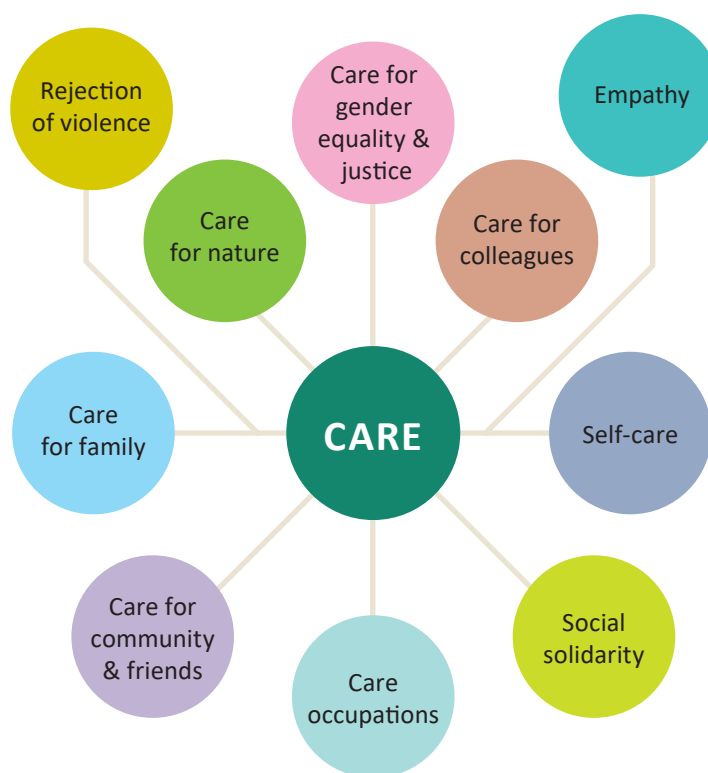 Rejection
of violence
Care for
gender
equality &
justice
Empathy
Care
for nature
Care for
colleagues
Care
for family
CARE
Self-care
Care for
community
& friends
Care
occupations
Social
solidarity